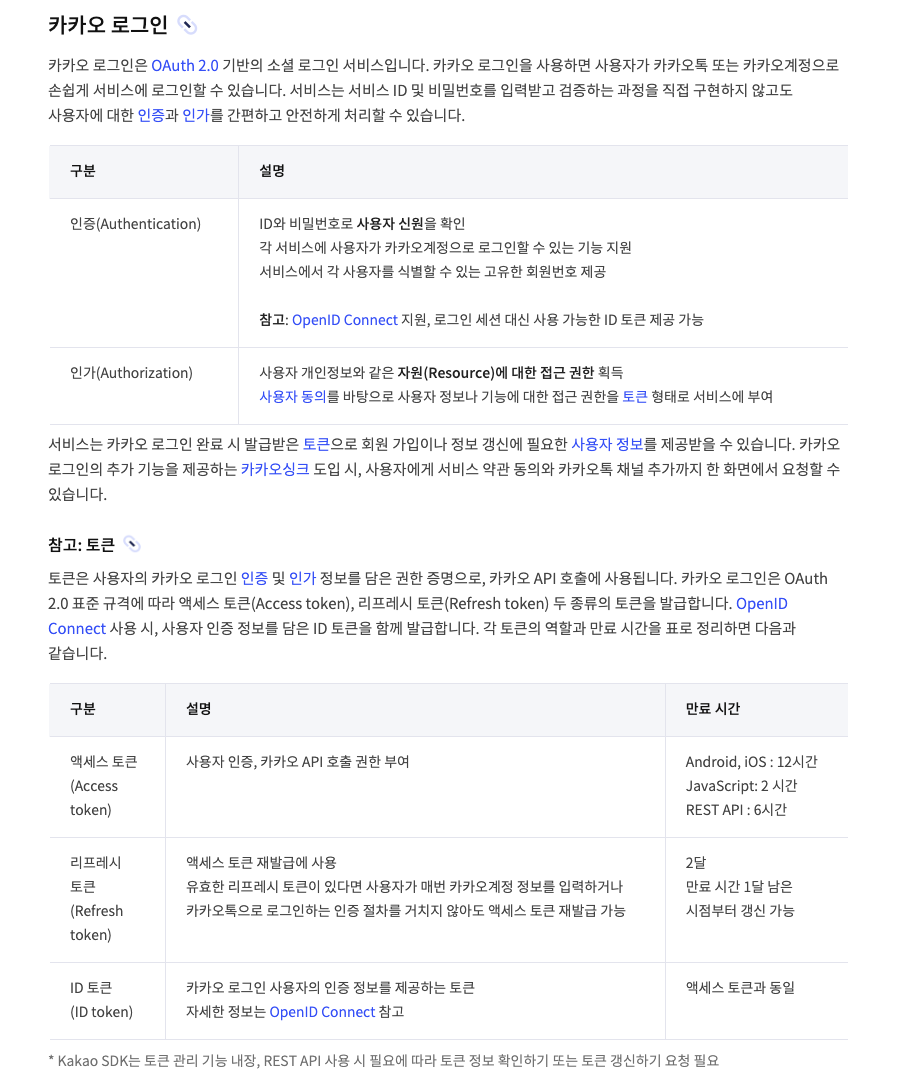 카카오 로그인
카카오 로그인은 OAuth 2.0 기반의 소셜 로그인 서비스입니다. 카카오 로그인을 사용하면 사용자가 카카오톡 또는 카카오계정으로
손쉽게 서비스에 로그인할 수 있습니다. 서비스는 서비스 ID 및 비밀번호를 입력받고 검증하는 과정을 직접 구현하지 않고도
사용자에 대한 인증과 인가를 간편하고 안전하게 처리할 수 있습니다.
구분 설명
인증(Authentication) ID와 비밀번호로 사용자 신원을 확인
각 서비스에 사용자가 카카오계정으로 로그인할 수 있는 기능 지원
서비스에서 각 사용자를 식별할 수 있는 고유한 회원번호 제공
참고: OpenID Connect 지원, 로그인 세션 대신 사용 가능한 ID 토큰 제공 가능
인가(Authorization) 사용자 개인정보와 같은 자원(Resource)에 대한 접근 권한 획득
사용자 동의를 바탕으로 사용자 정보나 기능에 대한 접근 권한을 토큰 형태로 서비스에 부여
서비스는 카카오 로그인 완료 시 발급받은 토큰으로 회원 가입이나 정보 갱신에 필요한 사용자 정보를 제공받을 수 있습니다. 카카오
로그인의 추가 기능을 제공하는 카카오싱크 도입 시, 사용자에게 서비스 약관 동의와 카카오톡 채널 추가까지 한 화면에서 요청할 수
있습니다.
참고: 토큰
토큰은 사용자의 카카오 로그인 인증 및 인가 정보를 담은 권한 증명으로, 카카오 API 호출에 사용됩니다. 카카오 로그인은 OAuth
2.0 표준 규격에 따라 액세스 토큰(Access token), 리프레시 토큰(Refresh token) 두 종류의 토큰을 발급합니다. OpenID
Connect 사용 시, 사용자 인증 정보를 담은 ID 토큰을 함께 발급합니다. 각 토큰의 역할과 만료 시간을 표로 정리하면 다음과
같습니다.
구분 설명 만료 시간
액세스 토큰 사용자 인증, 카카오 API 호출 권한 부여 Android, iOS : 12시간
(Access JavaScript: 2 시간
token) REST API : 6시간
리프레시 액세스 토큰 재발급에 사용 2달
토큰 유효한 리프레시 토큰이 있다면 사용자가 매번 카카오계정 정보를 입력하거나 만료 시간 1달 남은
(Refresh 카카오톡으로 로그인하는 인증 절차를 거치지 않아도 액세스 토큰 재발급 가능 시점부터 갱신 가능
token)
ID 토큰 카카오 로그인 사용자의 인증 정보를 제공하는 토큰 액세스 토큰과 동일
(ID token) 자세한 정보는 OpenID Connect 참고
* Kakao SDK는 토큰 관리 기능 내장, REST API 사용 시 필요에 따라 토큰 정보 확인하기 또는 토큰 갱신하기 요청 필요